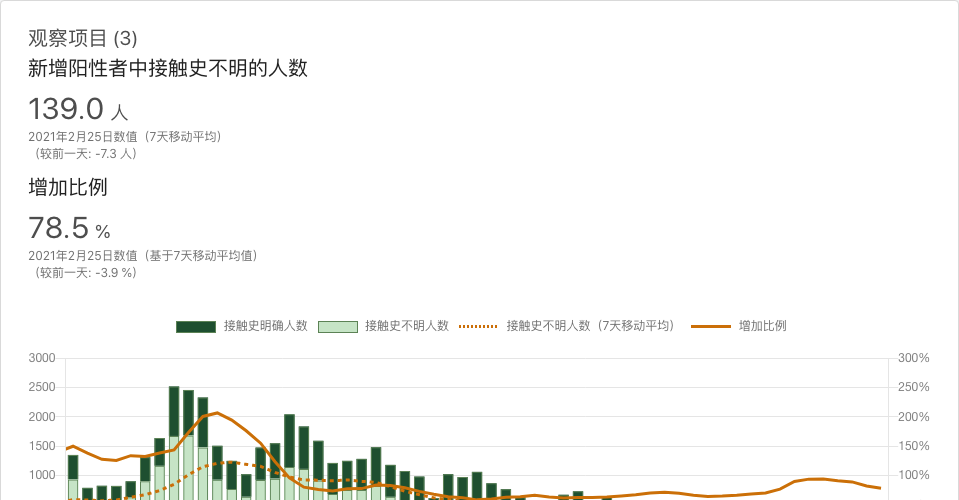 观察项目 (3)
新增阳性者中接触史不明的人数
139.0 人
2021年2月25日数值（7天移动平均）
（较前一天: -7.3 人）
增加比例
78.5 %
2021年2月25日数值（基于7天移动平均值）
（较前一天: -3.9 %）
接触史明确人数 接触史不明人数 接触史不明人数（7天移动平均） 增加比例
3000 300%
2500 250%
2000 200%
1500 150%
1000 100%